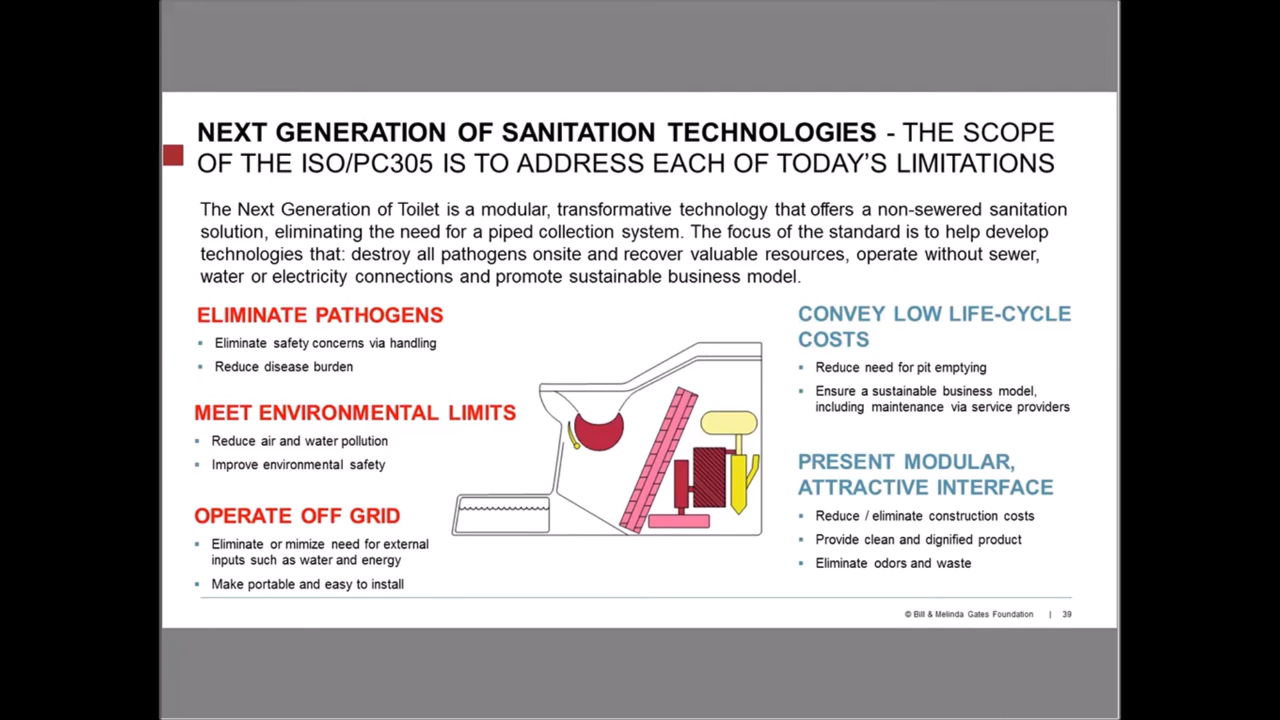 NEXT GENERATION OF SANITATION TECHNOLOGIES - THE SCOPE
OF THE ISO/PC305 IS TO ADDRESS EACH OF TODAY'S LIMITATIONS
The Next Generation of Toilet is a modular, transformative technology that offers a non-sewered sanitation
solution, eliminating the need for a piped collection system. The focus of the standard is to help develop
technologies that: destroy all pathogens onsite and recover valuable resources, operate without sewer,
water or electricity connections and promote sustainable business model.
ELIMINATE PATHOGENS
▪ Eliminate safety concerns via handling
▪ Reduce disease burden
MEET ENVIRONMENTAL LIMITS
▪ Reduce air and water pollution
▪ Improve environmental safety
OPERATE OFF GRID
▪ Eliminate or mimize need for external
inputs such as water and energy
▪ Make portable and easy to install
CONVEY LOW LIFE-CYCLE
COSTS
▪ Reduce need for pit emptying
▪ Ensure a sustainable business model,
including maintenance via service providers
PRESENT MODULAR,
ATTRACTIVE INTERFACE
▪ Reduce / eliminate construction costs
▪ Provide clean and dignified product
▪ Eliminate odors and waste
© Bill & Melinda Gates Foundation | 39